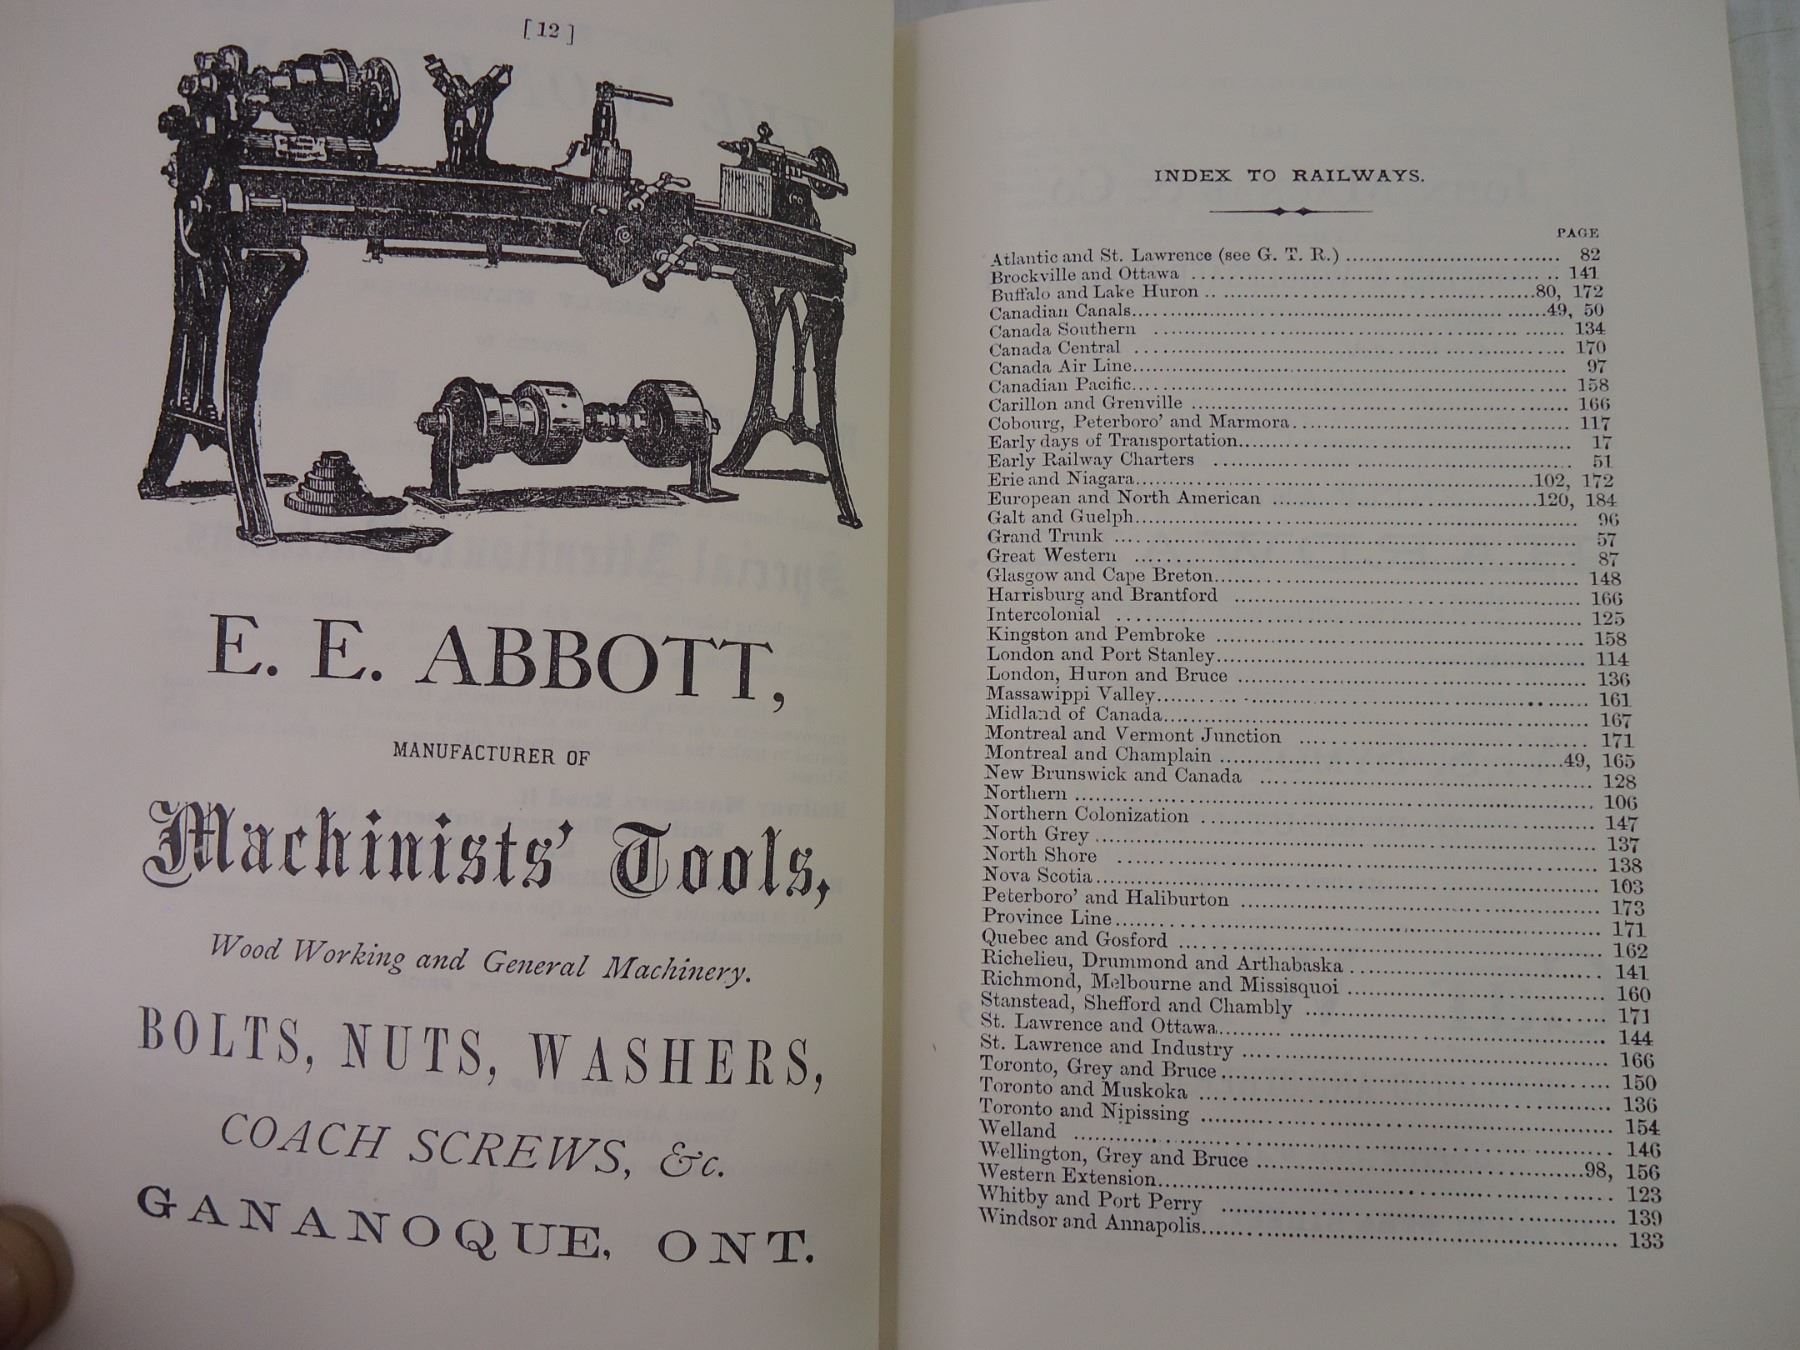 [ 12 ]
E. E. ABBOTT,
MANUFACTURER OF
Machinists' Tools,
Wood Working and General Machinery.
BOLTS, NUTS, WASHERS,
COACH SCREWS, &c.
GANANOQUE, ONT.
INDEX TO RAILWAYS.
PAGE
Atlantic and St. Lawrence (see G. T. R.) 82
Brockville and Ottawa 141
Buffalo and Lake Huron 80, 172
Canadian Canals 49, 50
Canada Southern 134
Canada Central 170
Canada Air Line 97
Canadian Pacific 158
Carillon and Grenville 166
Cobourg, Peterboro' and Marmora 117
Early days of Transportation 17
Early Railway Charters 51
Erie and Niagara 102, 172
European and North American 120, 184
Galt and Guelph 96
Grand Trunk 57
Great Western 87
Glasgow and Cape Breton 148
Harrisburg and Brantford 166
Intercolonial 125
Kingston and Pembroke 158
London and Port Stanley 114
London, Huron and Bruce 136
Massawippi Valley 161
Midland of Canada 167
Montreal and Vermont Junction 171
Montreal and Champlain 49, 165
New Brunswick and Canada 128
Northern 106
Northern Colonization 147
North Grey 137
North Shore 138
Nova Scotia 103
Peterboro' and Haliburton 173
Province Line 171
Quebec and Gosford 162
Richelieu, Drummond and Arthabaska 141
Richmond, Melbourne and Missisquoi 160
Stanstead, Shefford and Chambly 171
St. Lawrence and Ottawa 144
St. Lawrence and Industry 166
Toronto, Grey and Bruce 150
Toronto and Muskoka 136
Toronto and Nipissing 154
Welland 146
Wellington, Grey and Bruce 98, 156
Western Extension 123
Whitby and Port Perry 139
Windsor and Annapolis 133